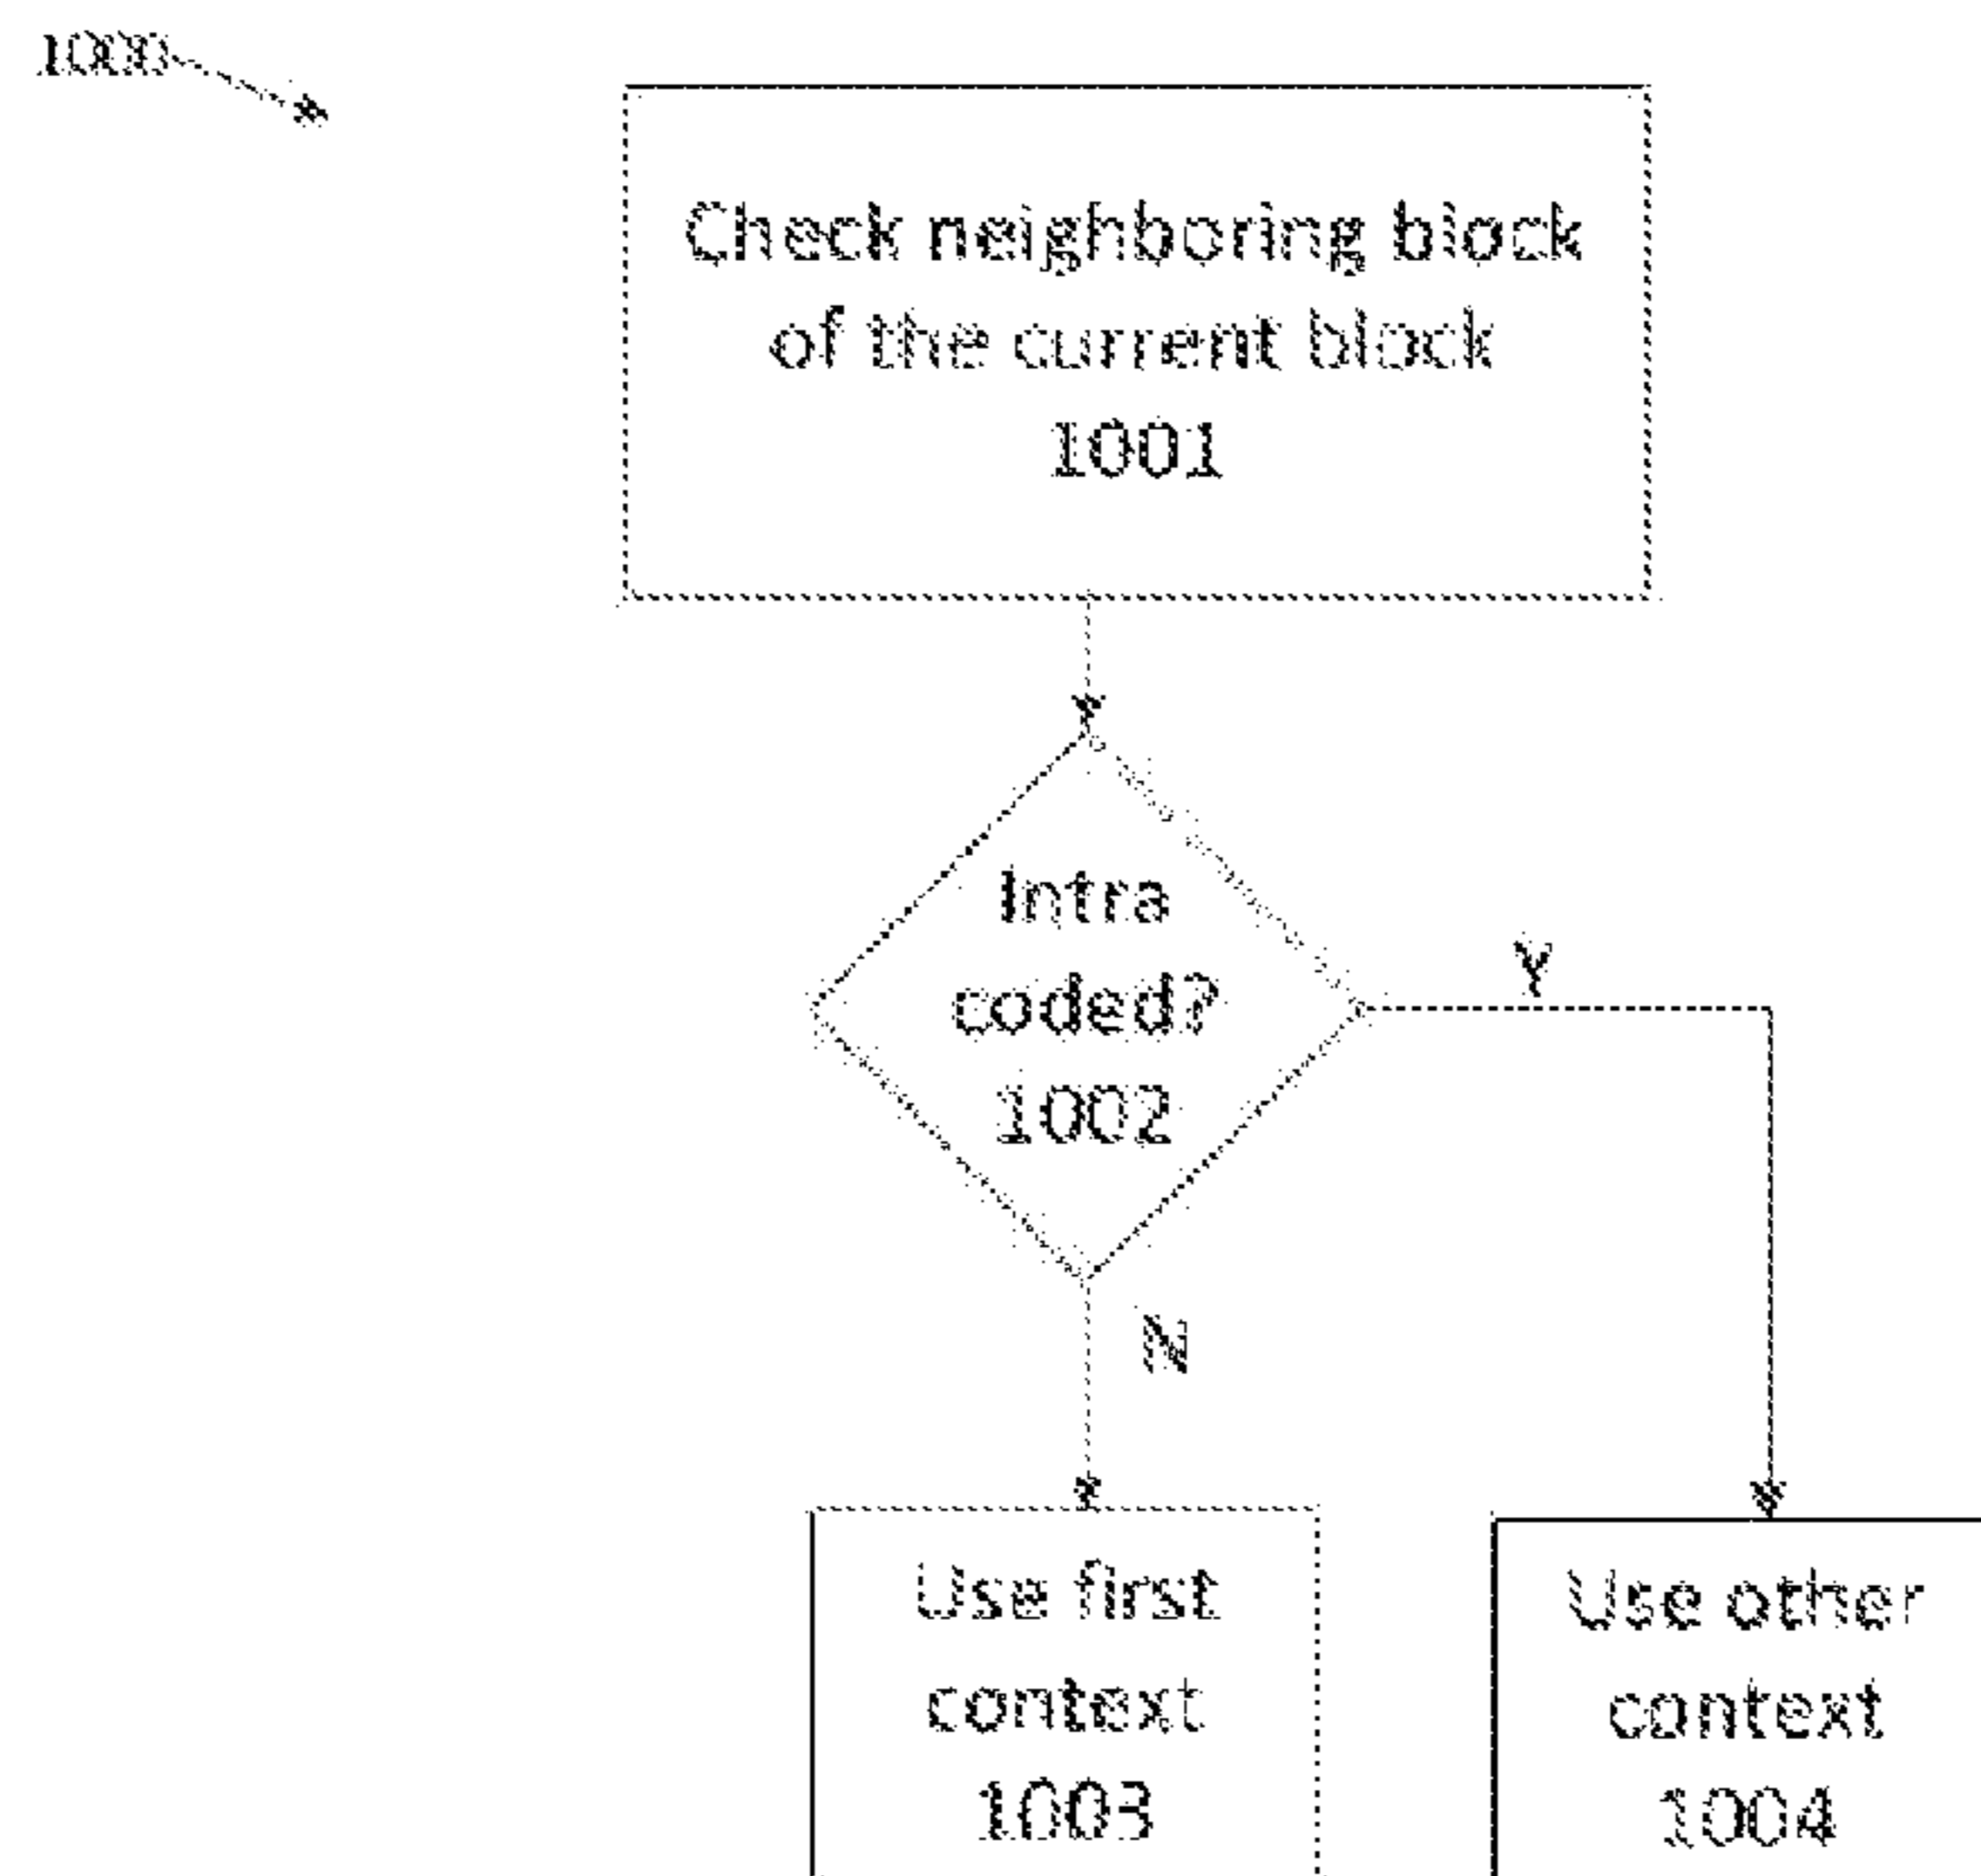 1000
Check neighboring block
of the current block
1001
Intra
coded?
1002
Y
N
Use first
context
1003
Use other
context
1004